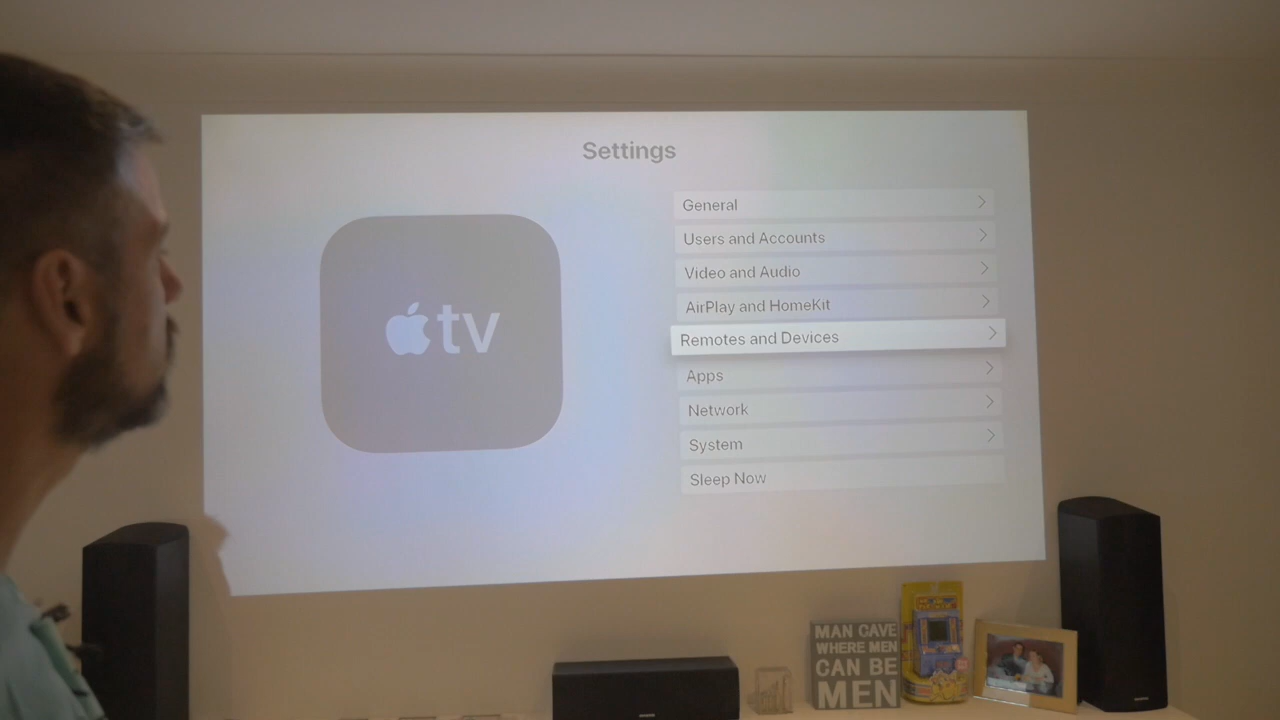 Settings
General
Users and Accounts
Video and Audio
AirPlay and HomeKit
Remotes and Devices
Apps
Network
System
Sleep Now
tv
MAN CAVE
WHERE MEN
CAN BE
MEN